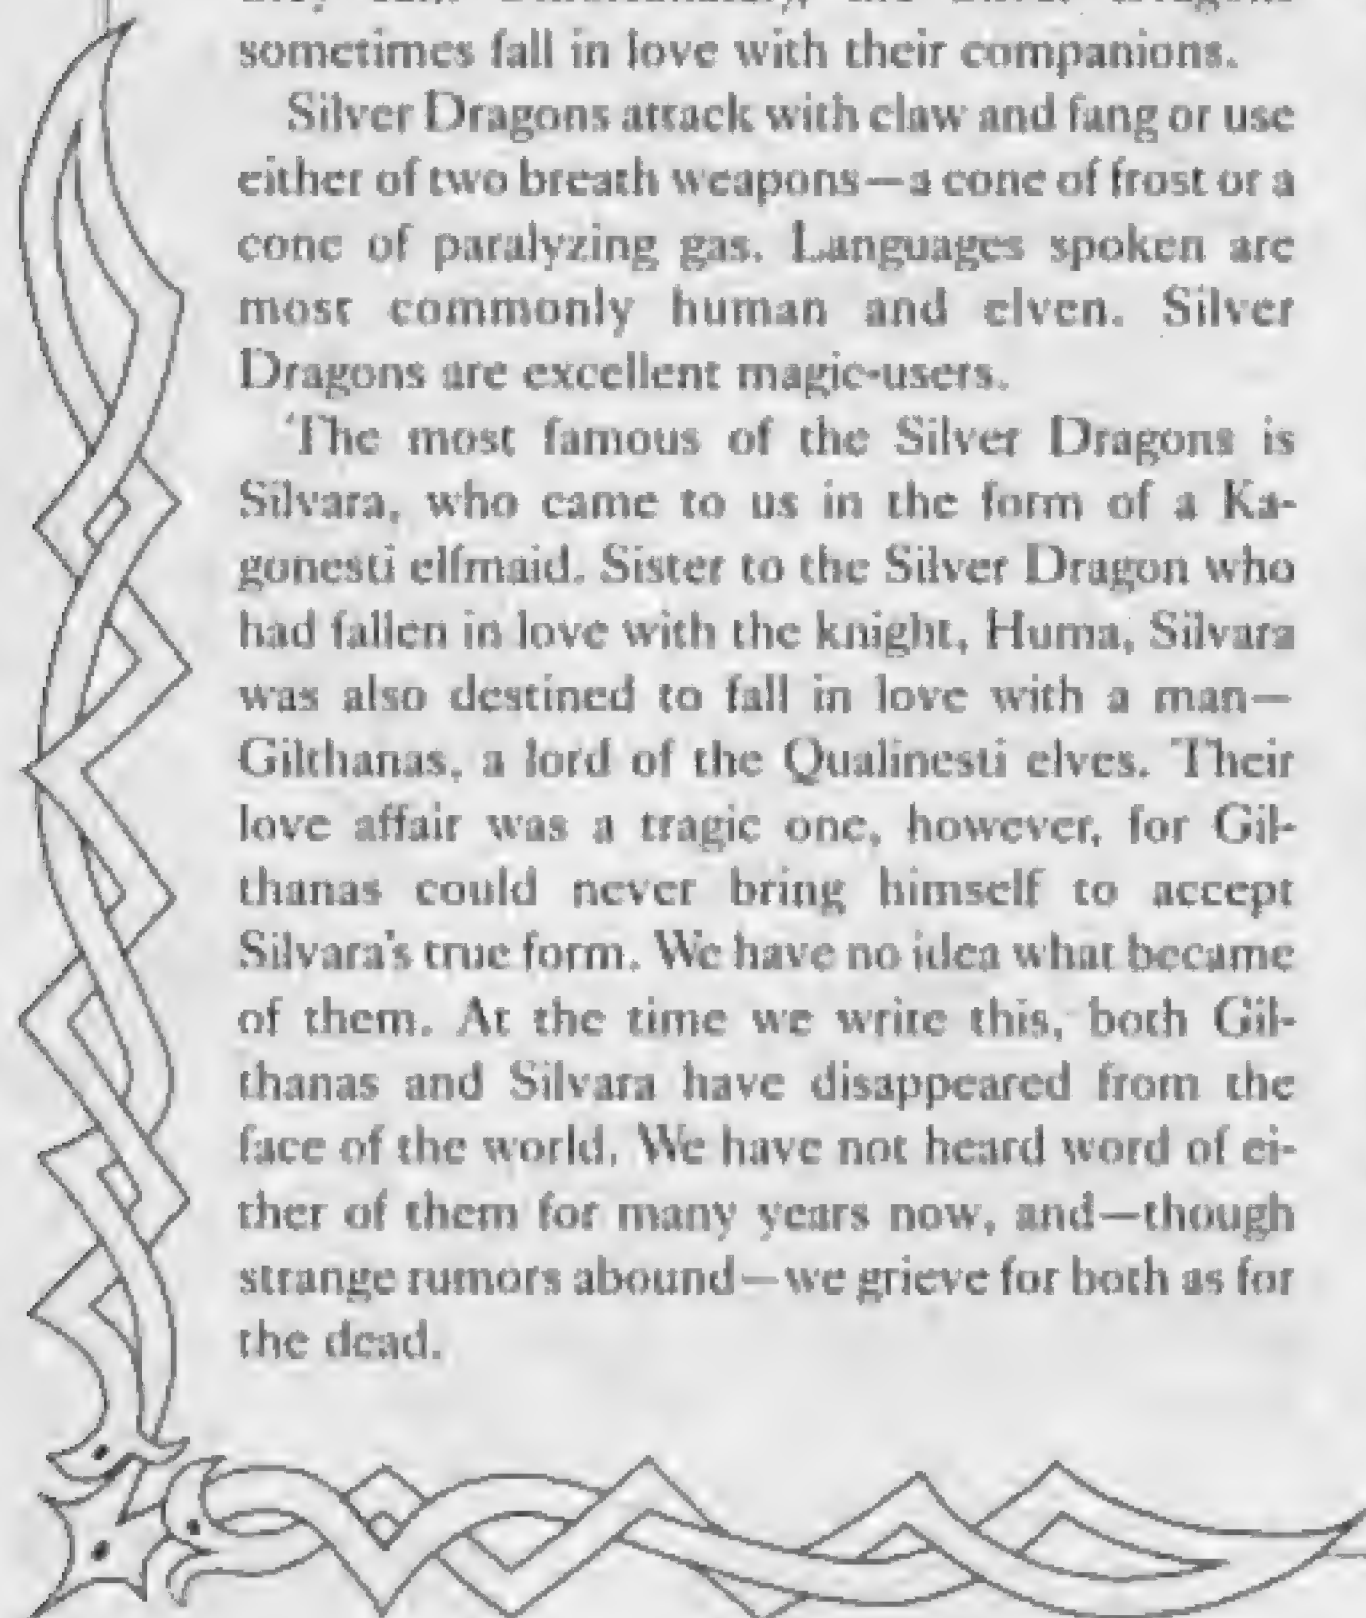 sometimes fall in love with their companions.
Silver Dragons attack with claw and fang or use
either of two breath weapons—a cone of frost or a
cone of paralyzing gas. Languages spoken are
most commonly human and elven. Silver
Dragons are excellent magic-users.
The most famous of the Silver Dragons is
Silvara, who came to us in the form of a Ka-
gonesti elfmaid. Sister to the Silver Dragon who
had fallen in love with the knight, Huma, Silvara
was also destined to fall in love with a man—
Gilthanas, a lord of the Qualinesti elves. Their
love affair was a tragic one, however, for Gil-
thanas could never bring himself to accept
Silvara's true form. We have no idea what became
of them. At the time we write this, both Gil-
thanas and Silvara have disappeared from the
face of the world. We have not heard word of ei-
ther of them for many years now, and—though
strange rumors abound—we grieve for both as for
the dead.